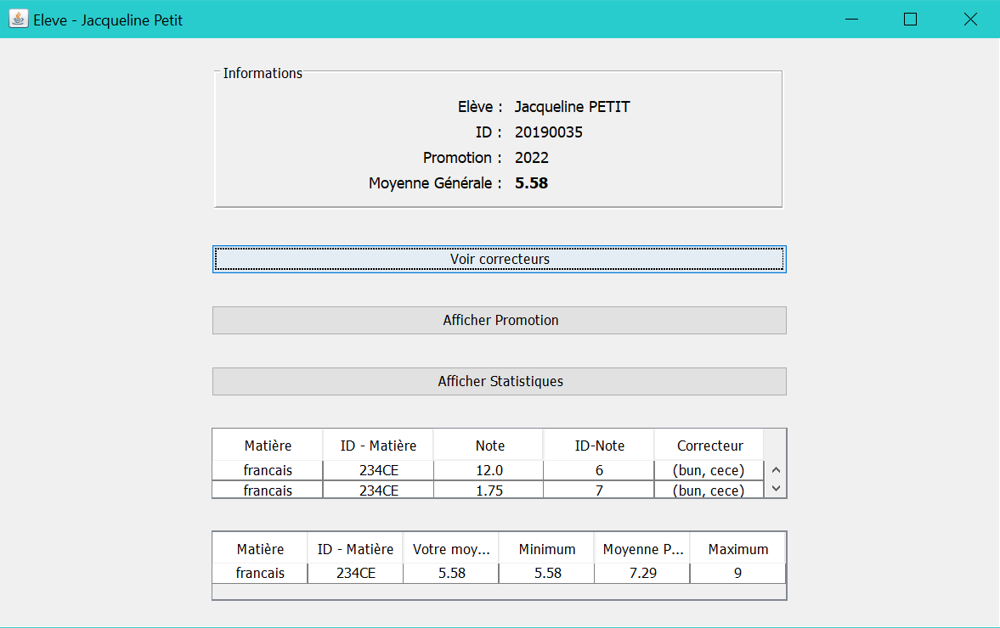 Eleve - Jacqueline Petit
Informations
Elève : Jacqueline PETIT
ID : 20190035
Promotion : 2022
Moyenne Générale : 5.58
Voir correcteurs
Afficher Promotion
Afficher Statistiques
Matière ID - Matière Note ID-Note Correcteur
francais 234CE 12.0 6 (bun, cece)
francais 234CE 1.75 7 (bun, cece)
Matière ID - Matière Votre moy... Minimum Moyenne P... Maximum
francais 234CE 5.58 5.58 7.29 9